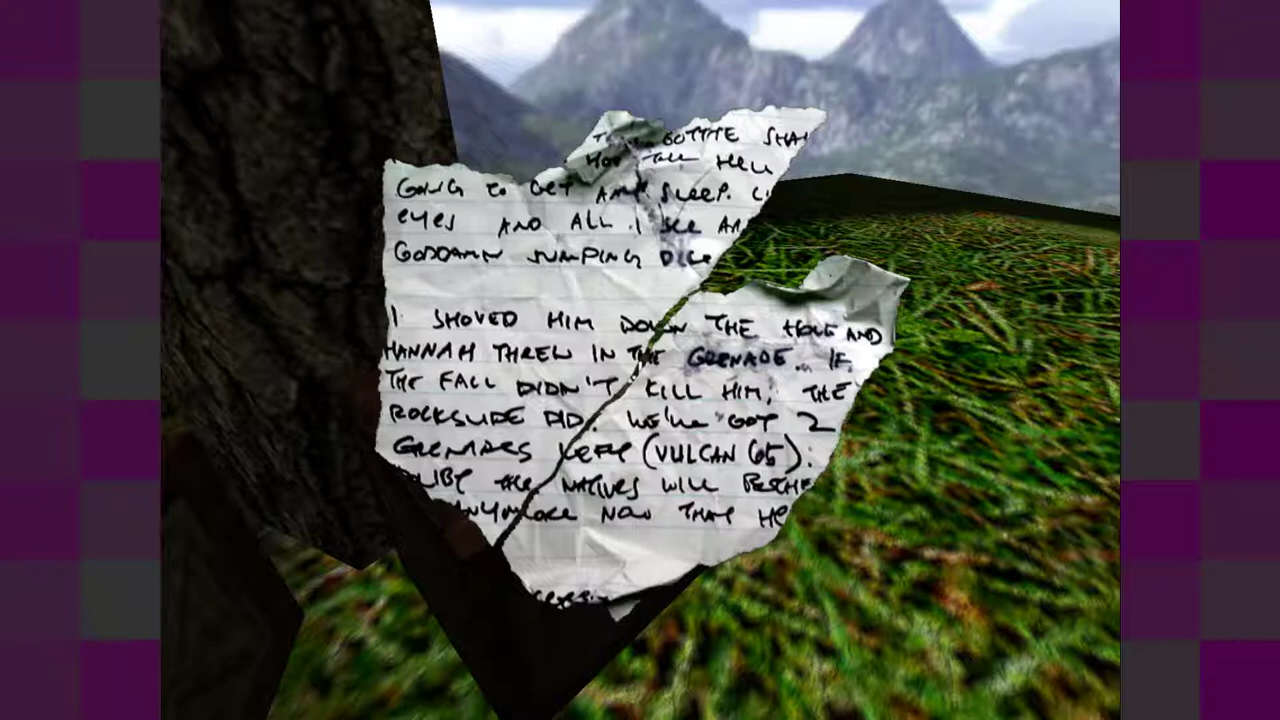 BOTTLE
HOW THE HELL
GOING TO GET ANY SLEEP.
EYES AND ALL I SEE
GODDAMN JUMPING
I SHOVED HIM DOWN THE HOLE AND
HANNAH THREW IN THE GRENADE. IF
THE FALL DIDN'T KILL HIM, THE
ROCKSLIDE DID. WE'VE GOT 2
GRENADES LEFT (VULCAN 65).
THE NATIVES WILL
ANYMORE NOW THAT